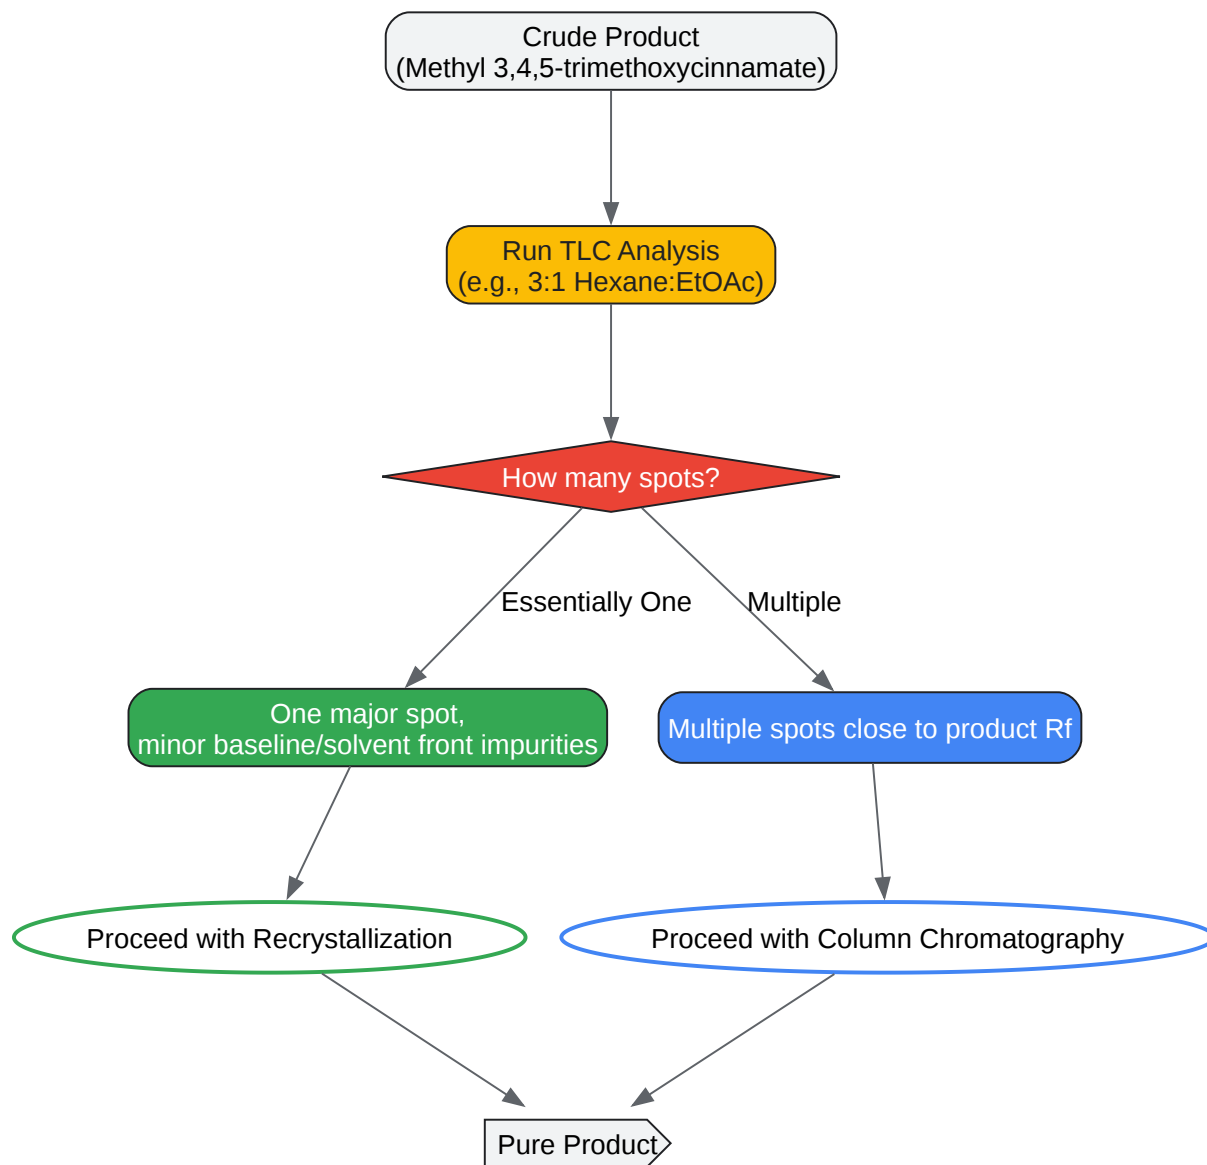 Crude Product
(Methyl 3,4,5-trimethoxycinnamate)
Run TLC Analysis
(e.g., 3:1 Hexane:EtOAc)
How many spots?
Essentially One
Multiple
One major spot,
minor baseline/solvent front impurities
Multiple spots close to product Rf
Proceed with Recrystallization
Proceed with Column Chromatography
Pure Product